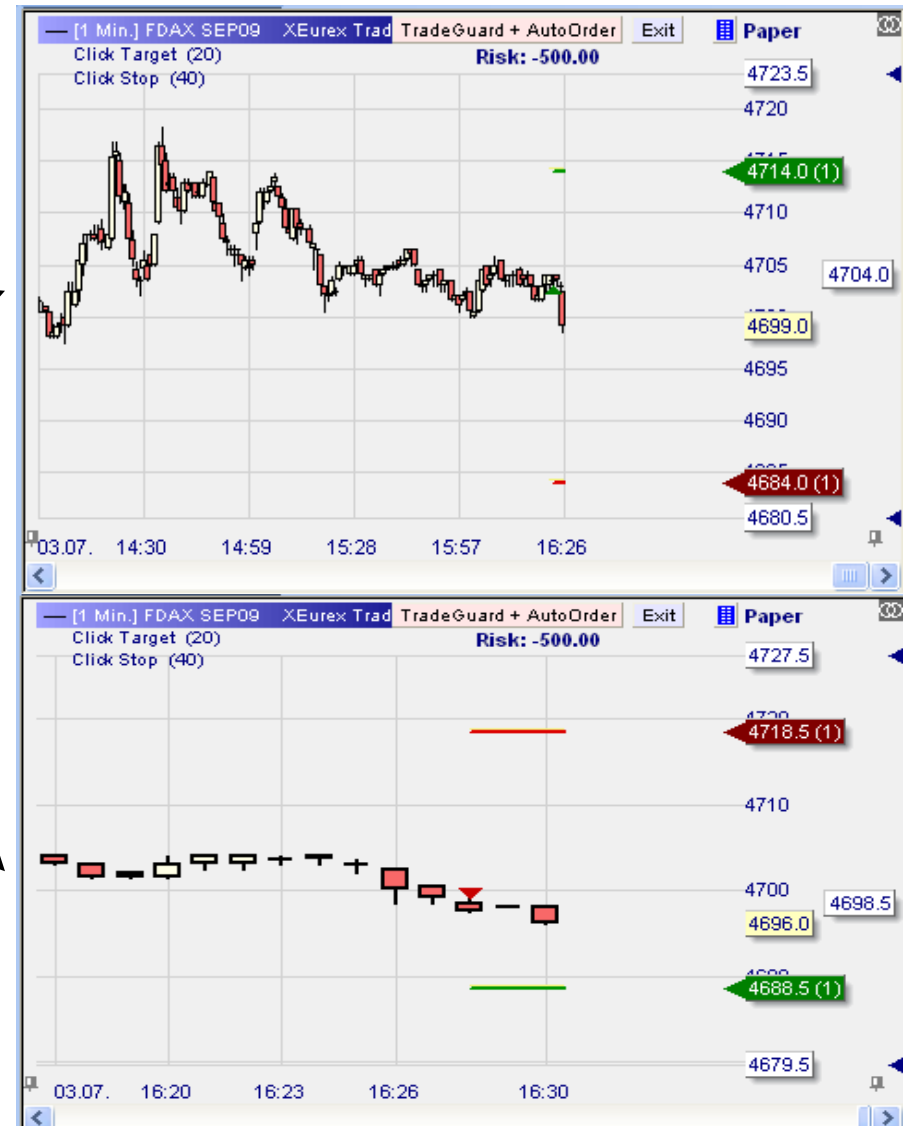 [1 Min.] FDAX SEP09 XEurex Trad TradeGuard + AutoOrder Exit Paper
Click Target (20) Risk: -500.00
Click Stop (40)
4723.5
4720
4714.0 (1)
4710
4705
4704.0
4699.0
4695
4690
4684.0 (1)
4680.5
03.07. 14:30 14:59 15:28 15:57 16:26
[1 Min.] FDAX SEP09 XEurex Trad TradeGuard + AutoOrder Exit Paper
Click Target (20) Risk: -500.00
Click Stop (40)
4727.5
4718.5 (1)
4710
4700
4698.5
4696.0
4688.5 (1)
4679.5
03.07. 16:20 16:23 16:26 16:30